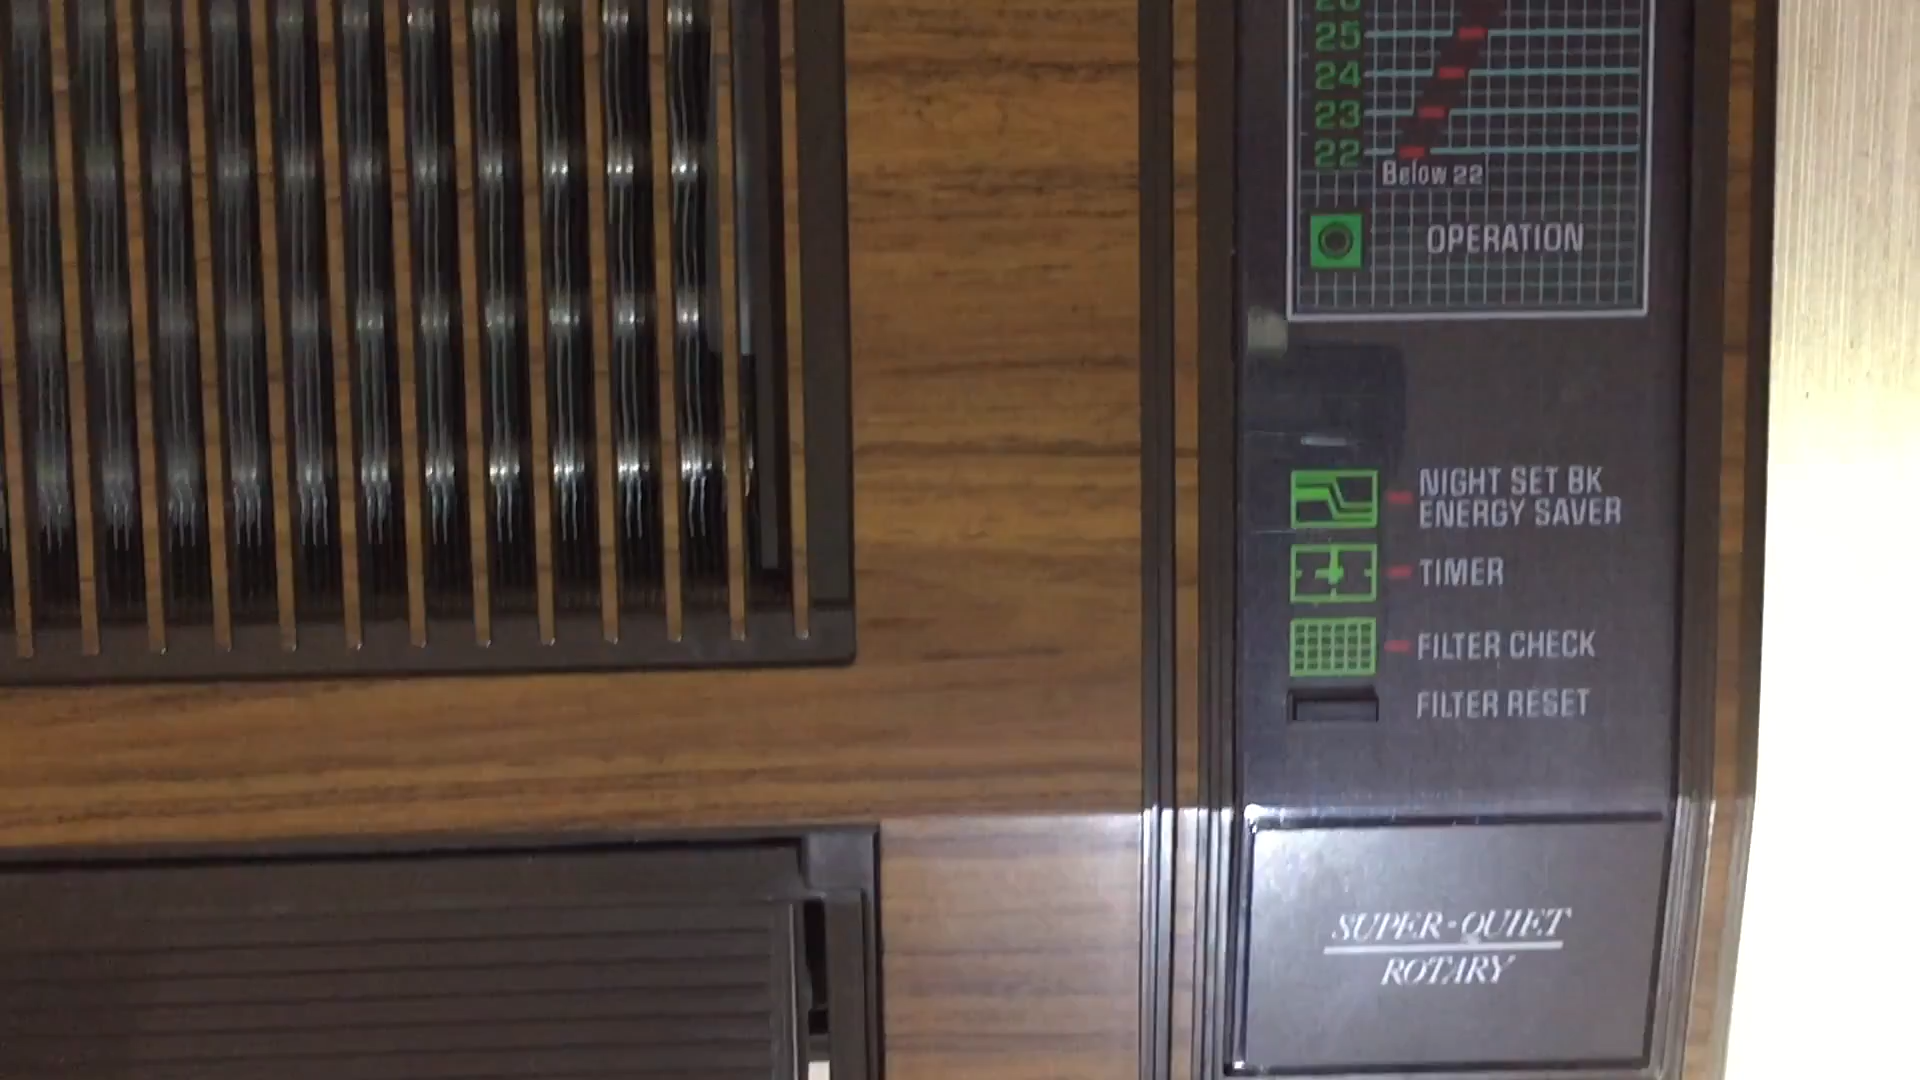 25
24
23
22
Below 22
OPERATION
NIGHT SET BK
ENERGY SAVER
TIMER
FILTER CHECK
FILTER RESET
SUPER-QUIET
ROTARY